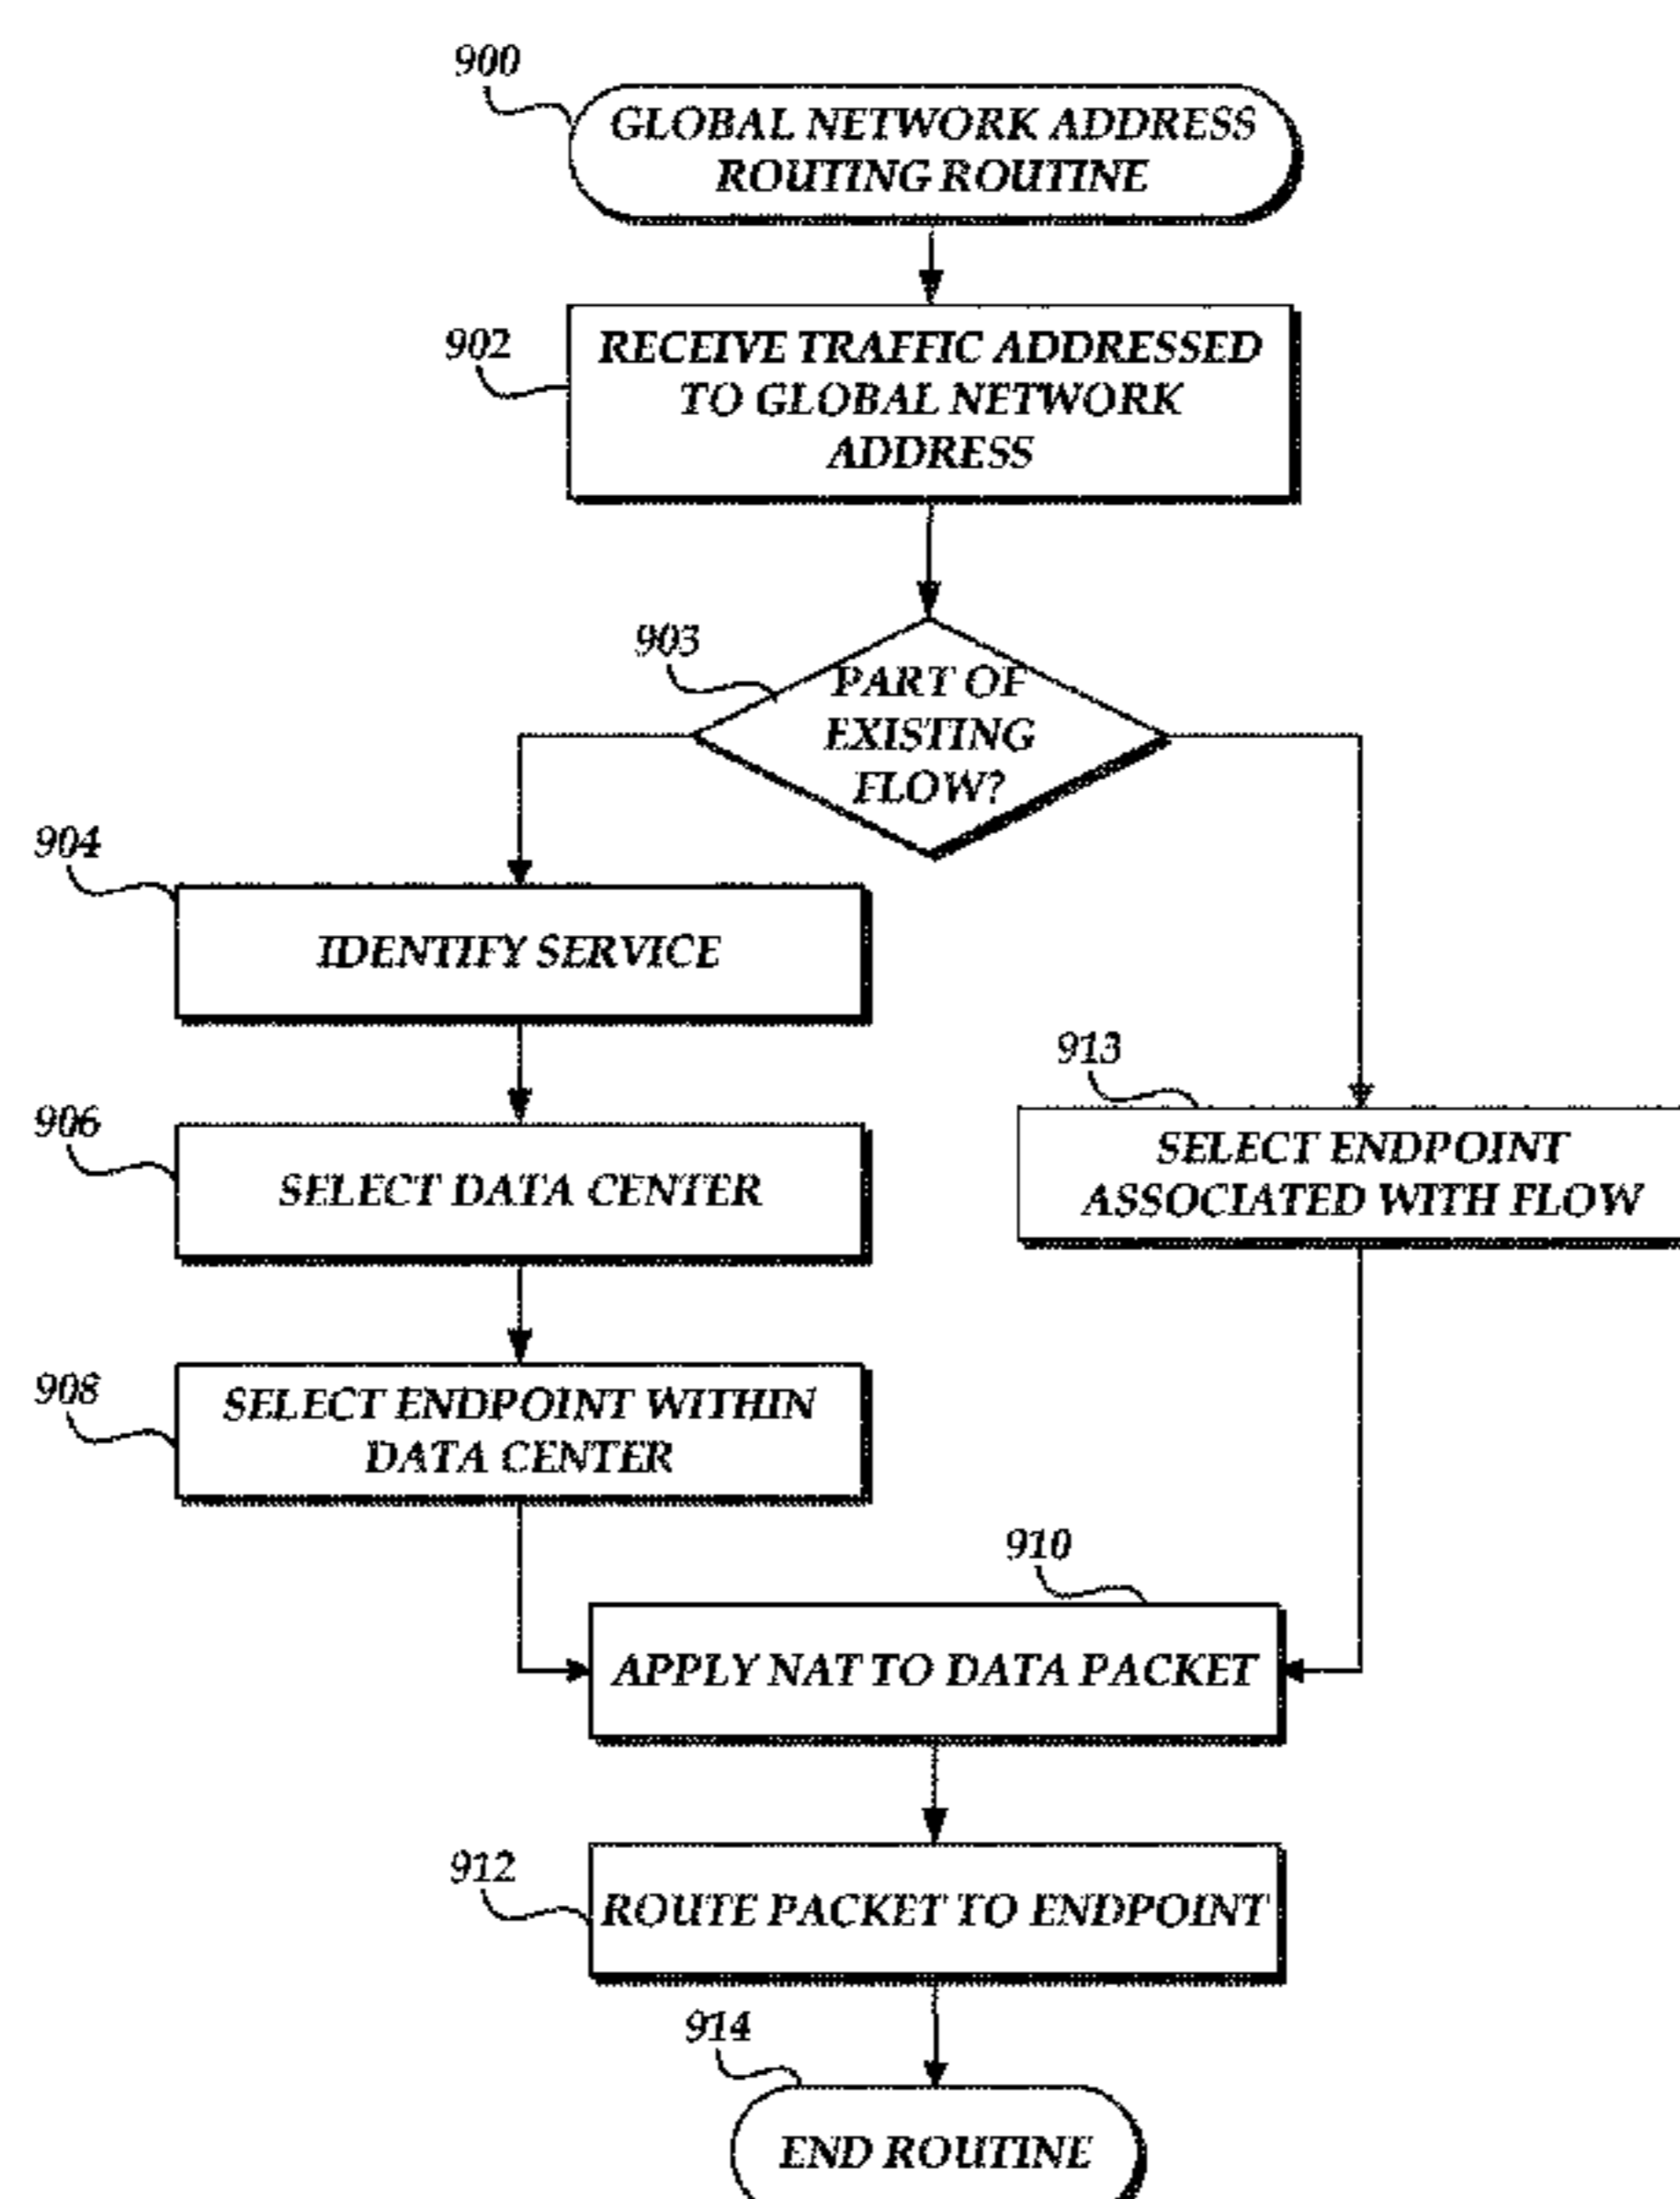 900
GLOBAL NETWORK ADDRESS
ROUTING ROUTINE
902
RECEIVE TRAFFIC ADDRESSED
TO GLOBAL NETWORK
ADDRESS
903
PART OF
EXISTING
FLOW?
904
IDENTIFY SERVICE
906
SELECT DATA CENTER
913
SELECT ENDPOINT
ASSOCIATED WITH FLOW
908
SELECT ENDPOINT WITHIN
DATA CENTER
910
APPLY NAT TO DATA PACKET
912
ROUTE PACKET TO ENDPOINT
914
END ROUTINE